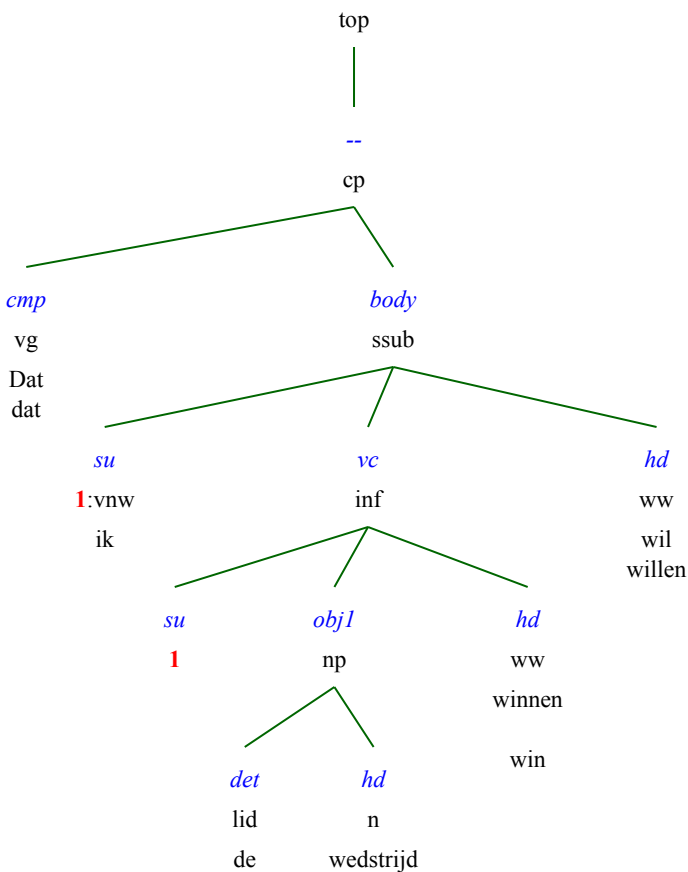 top
--
cp
cmp body
vg ssub
Dat
dat
su vc hd
1:vnw inf ww
ik wil
willen
su obj1 hd
1 np ww
winnen
win
det hd
lid n
de wedstrijd